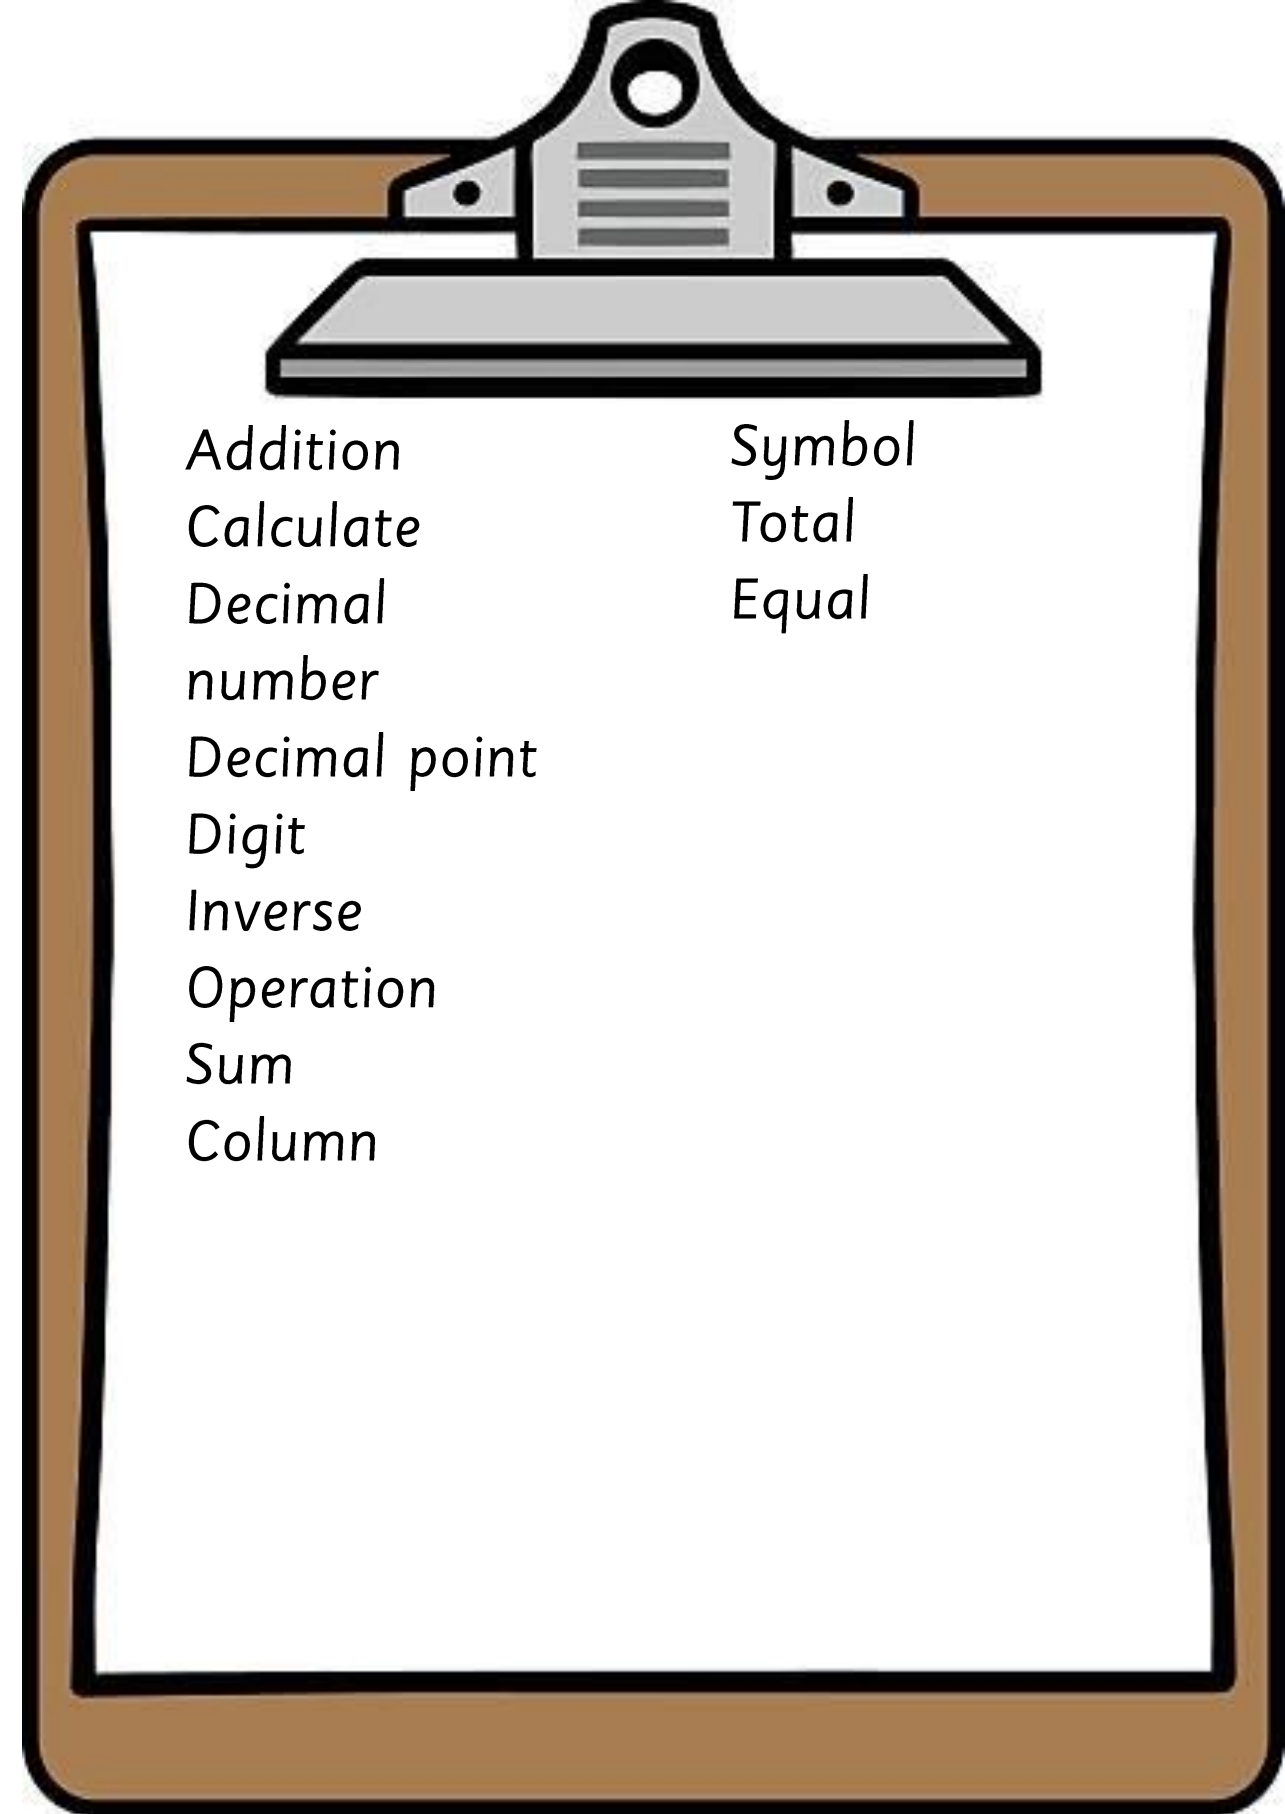 Addition
Calculate
Decimal
number
Decimal point
Digit
Inverse
Operation
Sum
Column
Symbol
Total
Equal